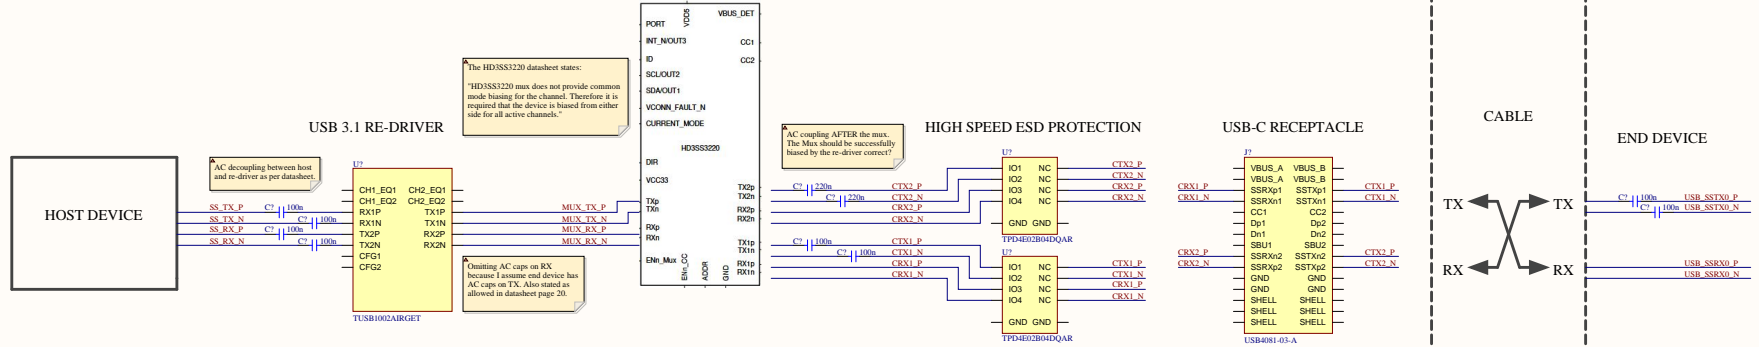 HOST DEVICE
SS_TX_P
SS_TX_N
SS_RX_P
SS_RX_N
C? 100n
C? 100n
C? 100n
C? 100n
AC decoupling between host
and re-driver as per datasheet.
USB 3.1 RE-DRIVER
U?
CH1_EQ1 CH2_EQ1
CH1_EQ2 CH2_EQ2
RX1P TX1P
RX1N TX1N
TX2P RX2P
TX2N RX2N
CFG1
CFG2
TUSB1002AIRGET
The HD3SS3220 datasheet states:
"HD3SS3220 mux does not provide common
mode biasing for the channel. Therefore it is
required that the device is biased from either
side for all active channels."
MUX_TX_P
MUX_TX_N
MUX_RX_P
MUX_RX_N
Omitting AC caps on RX
because I assume end device has
AC caps on TX. Also stated as
allowed in datasheet page 20.
VDD5
VBUS_DET
PORT
INT_N/OUT3
CC1
ID
CC2
SCL/OUT2
SDA/OUT1
VCONN_FAULT_N
CURRENT_MODE
HD3SS3220
DIR
VCC33
TXp
TXn
RXp
RXn
ENn_Mux
ENn_CC
ADDR
GND
TX2p
TX2n
RX2p
RX2n
TX1p
TX1n
RX1p
RX1n
AC coupling AFTER the mux.
The Mux should be successfully
biased by the re-driver correct?
C? 220n CTX2_P
C? 220n CTX2_N
CRX2_P
CRX2_N
C? 100n CTX1_P
C? 100n CTX1_N
CRX1_P
CRX1_N
HIGH SPEED ESD PROTECTION
U?
IO1 NC CTX2_P
IO2 NC CTX2_N
IO3 NC CRX2_P
IO4 NC CRX2_N
GND GND
TPD4E02B04DQAR
U?
IO1 NC CTX1_P
IO2 NC CTX1_N
IO3 NC CRX1_P
IO4 NC CRX1_N
GND GND
TPD4E02B04DQAR
USB-C RECEPTACLE
J?
VBUS_A VBUS_B
VBUS_A VBUS_B
CRX1_P SSRXp1 SSTXp1 CTX1_P
CRX1_N SSRXn1 SSTXn1 CTX1_N
CC1 CC2
Dp1 Dp2
Dn1 Dn2
SBU1 SBU2
CRX2_P SSRXn2 SSTXn2 CTX2_P
CRX2_N SSRXp2 SSTXp2 CTX2_N
GND GND
GND GND
SHELL SHELL
SHELL SHELL
SHELL SHELL
USB4081-03-A
CABLE
TX TX
RX RX
END DEVICE
C? 100n USB_SSTX0_P
C? 100n USB_SSTX0_N
USB_SSRX0_P
USB_SSRX0_N